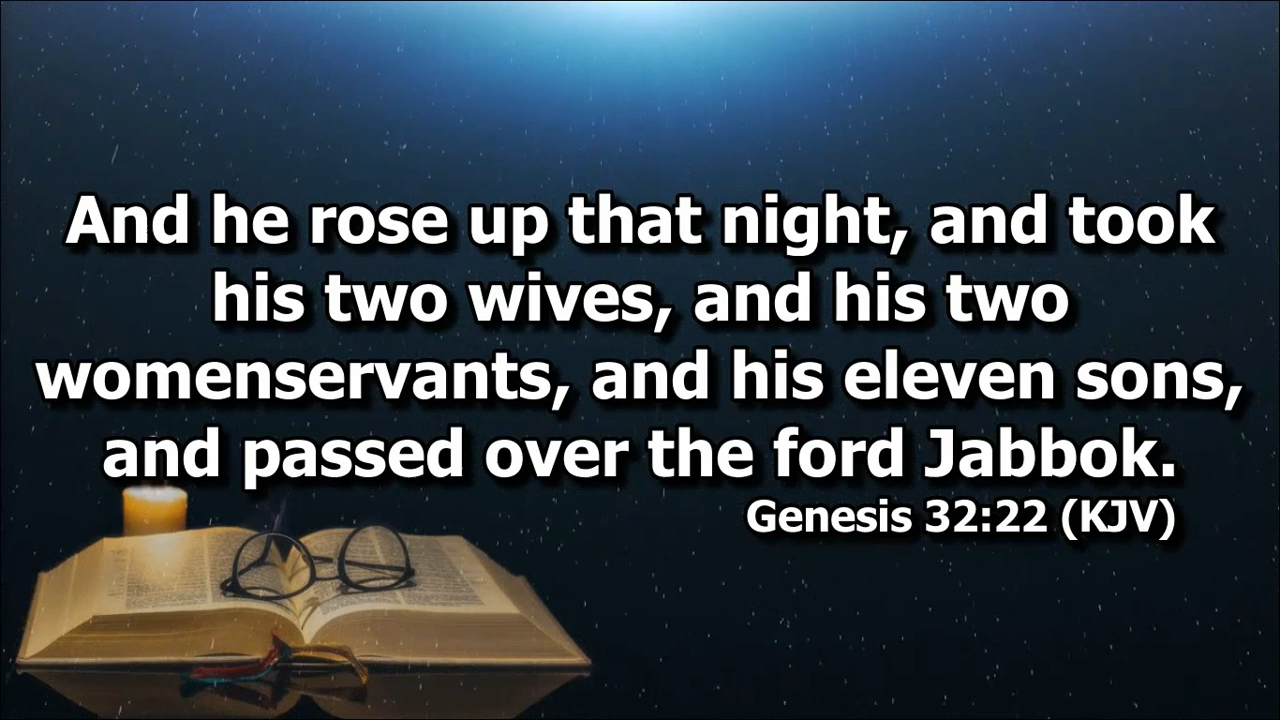 And he rose up that night, and took
his two wives, and his two
womenservants, and his eleven sons,
and passed over the ford Jabbok.
Genesis 32:22 (KJV)